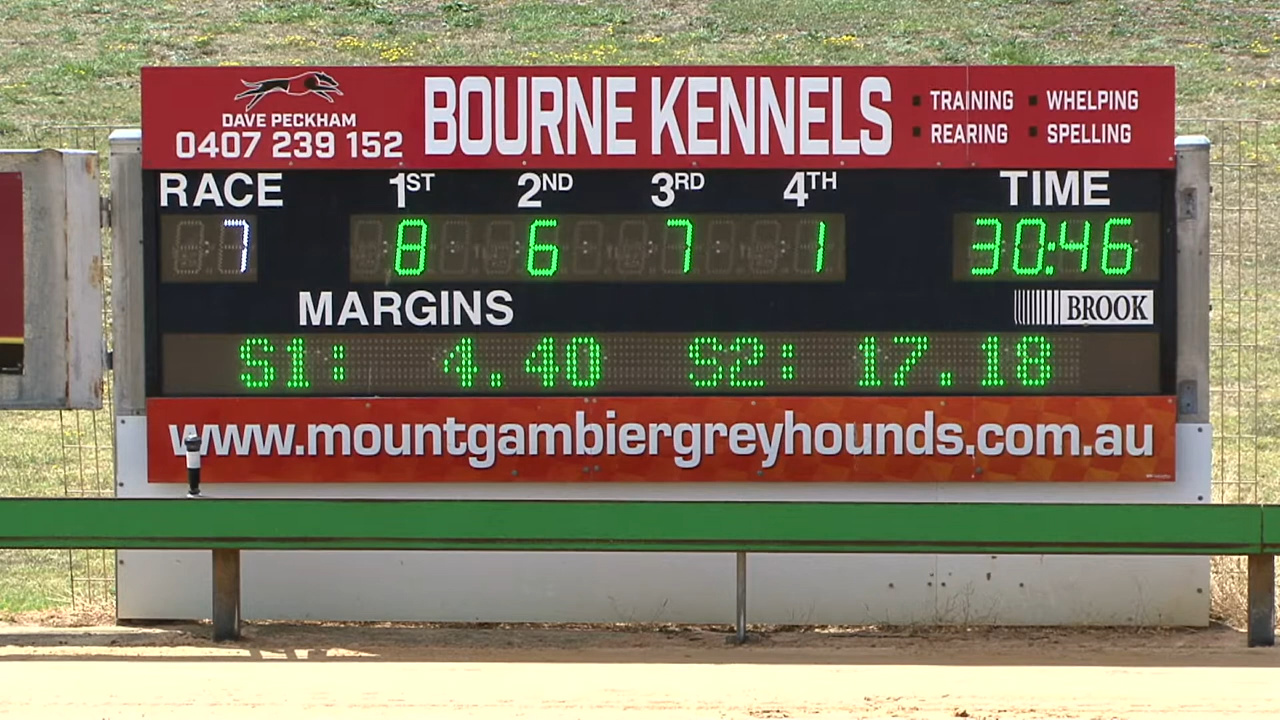 DAVE PECKHAM
0407 239 152
BOURNE KENNELS
TRAINING WHELPING
REARING SPELLING
RACE 1ST 2ND 3RD 4TH TIME
7 8 6 7 1 30:46
MARGINS
BROOK
S1: 4.40 S2: 17.18
www.mountgambiergreyhounds.com.au